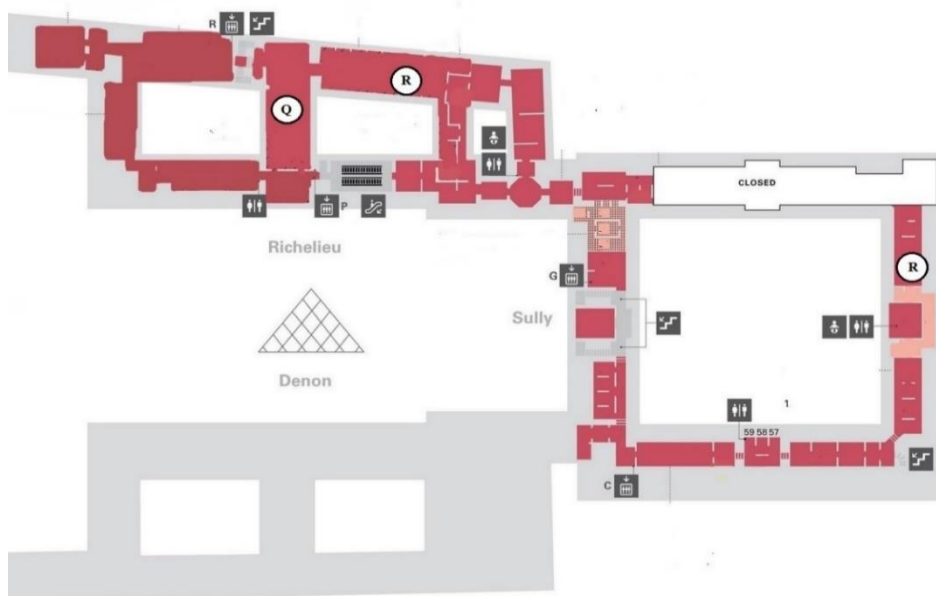 R
R
Q
CLOSED
P
Richelieu
R
G
Sully
Denon
1
59 58 57
C